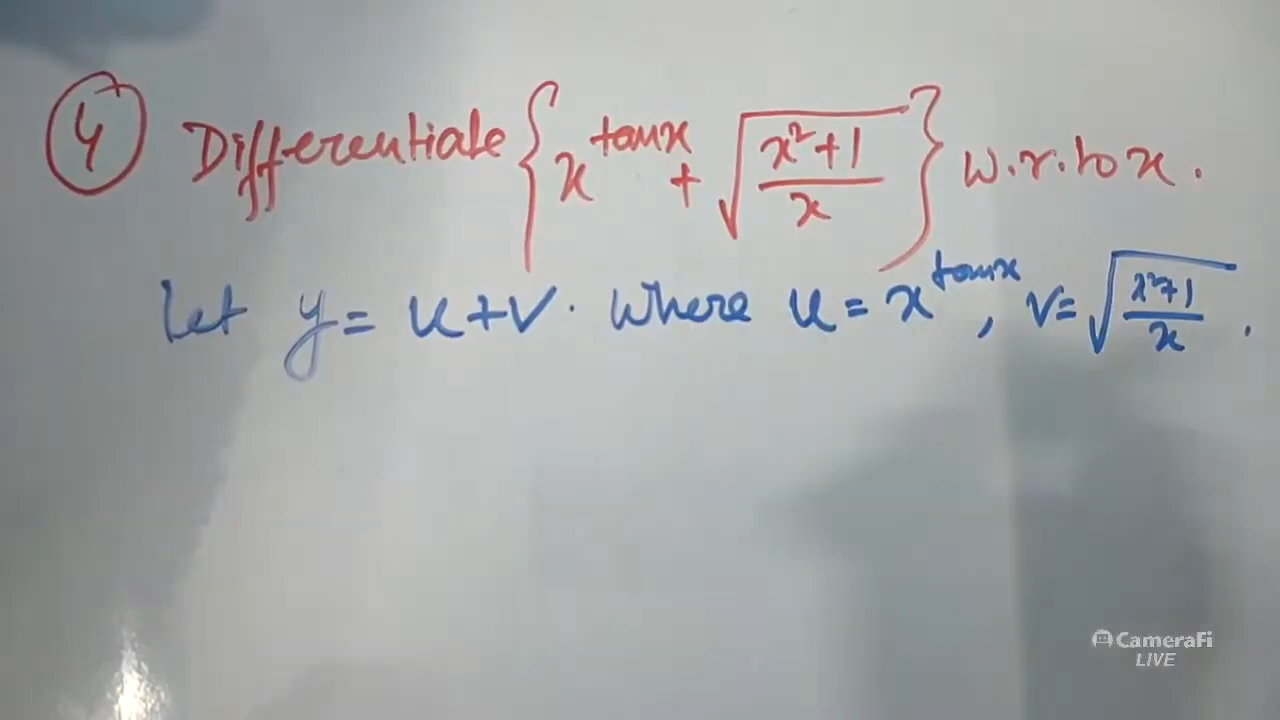 ④ Differentiate { x^tanx + √((x²+1)/x) } w.r.to x.
Let y = u+v. where u = x^tanx, v = √((x²+1)/x).
CameraFi
LIVE